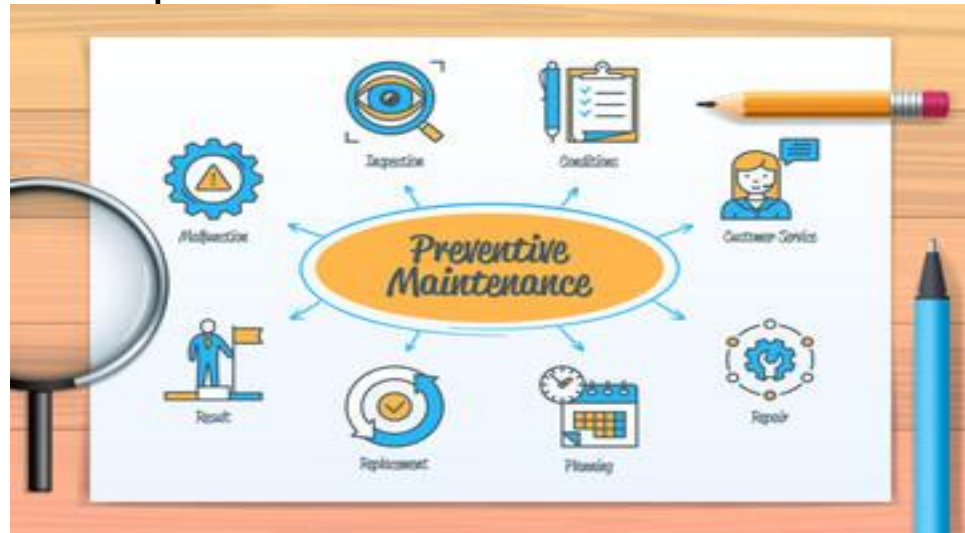 Inspection
Conditions
Malfunction
Customer Service
Preventive
Maintenance
Result
Repair
Replacement
Planning